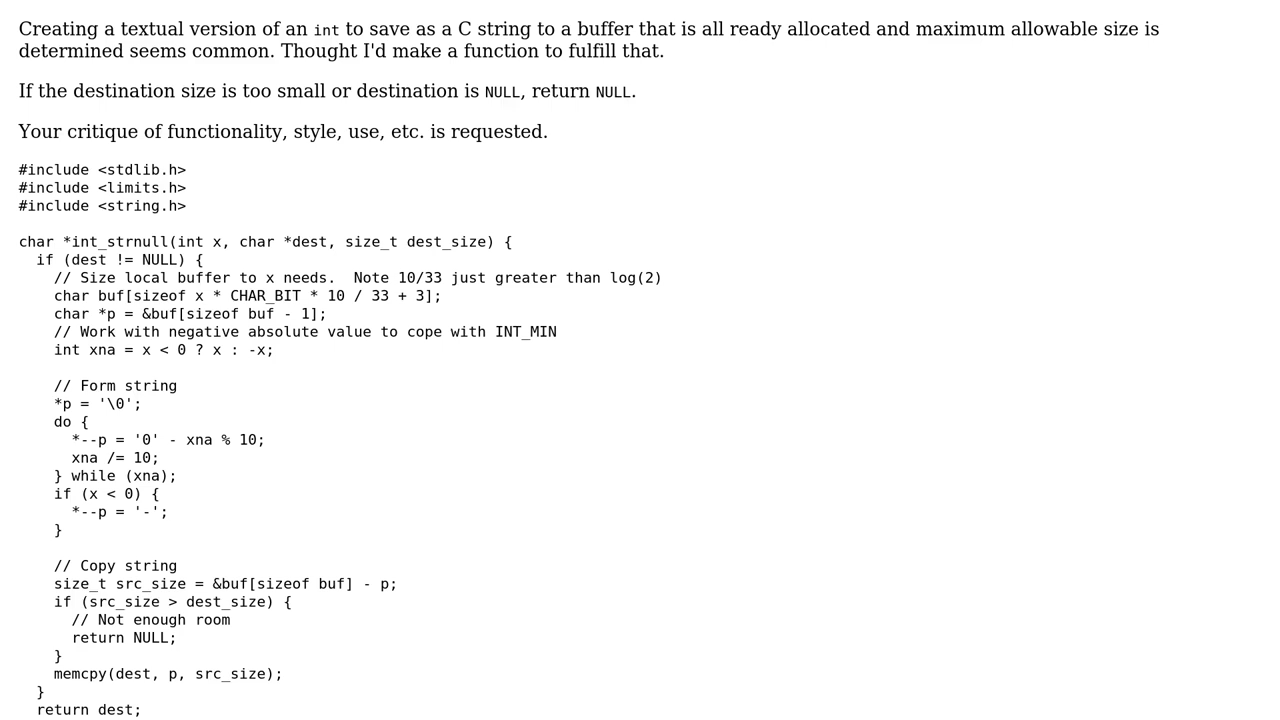 Creating a textual version of an int to save as a C string to a buffer that is all ready allocated and maximum allowable size is
determined seems common. Thought I'd make a function to fulfill that.
If the destination size is too small or destination is NULL, return NULL.
Your critique of functionality, style, use, etc. is requested.
#include <stdlib.h>
#include <limits.h>
#include <string.h>
char *int_strnull(int x, char *dest, size_t dest_size) {
  if (dest != NULL) {
    // Size local buffer to x needs.  Note 10/33 just greater than log(2)
    char buf[sizeof x * CHAR_BIT * 10 / 33 + 3];
    char *p = &buf[sizeof buf - 1];
    // Work with negative absolute value to cope with INT_MIN
    int xna = x < 0 ? x : -x;
    // Form string
    *p = '\0';
    do {
      *--p = '0' - xna % 10;
      xna /= 10;
    } while (xna);
    if (x < 0) {
      *--p = '-';
    }
    // Copy string
    size_t src_size = &buf[sizeof buf] - p;
    if (src_size > dest_size) {
      // Not enough room
      return NULL;
    }
    memcpy(dest, p, src_size);
  }
  return dest;